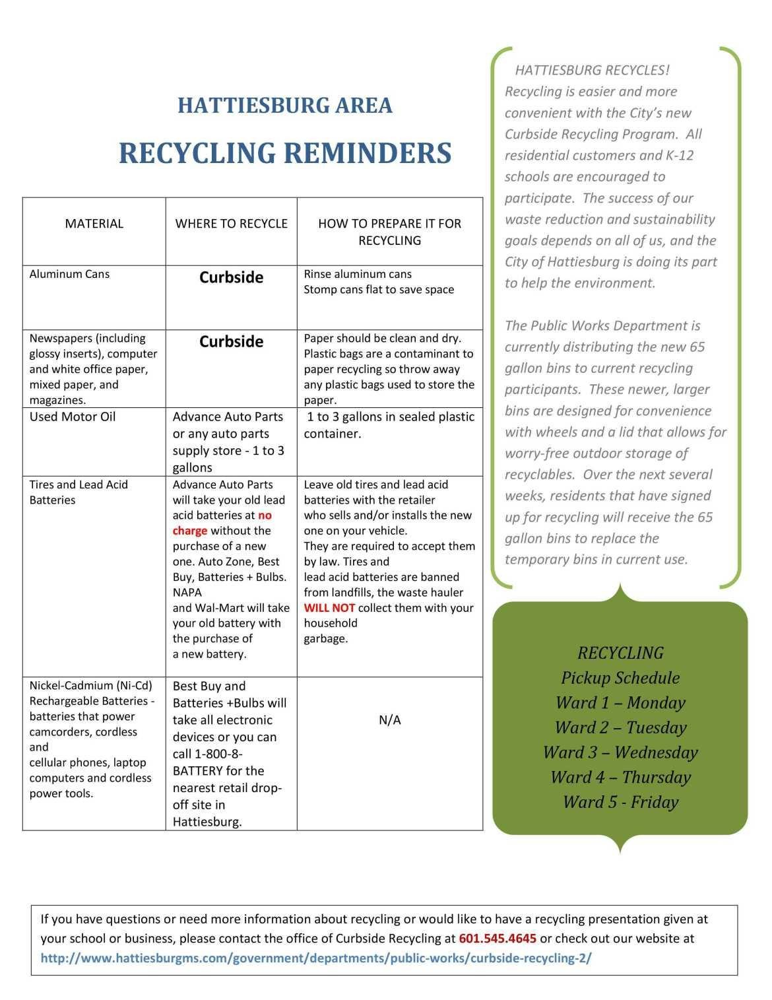 HATTIESBURG AREA
RECYCLING REMINDERS
MATERIAL
WHERE TO RECYCLE
HOW TO PREPARE IT FOR
RECYCLING
Aluminum Cans
Curbside
Rinse aluminum cans
Stomp cans flat to save space
Newspapers (including
glossy inserts), computer
and white office paper,
mixed paper, and
magazines.
Curbside
Paper should be clean and dry.
Plastic bags are a contaminant to
paper recycling so throw away
any plastic bags used to store the
paper.
Used Motor Oil
Advance Auto Parts
or any auto parts
supply store - 1 to 3
gallons
1 to 3 gallons in sealed plastic
container.
Tires and Lead Acid
Batteries
Advance Auto Parts
will take your old lead
acid batteries at no
charge without the
purchase of a new
one. Auto Zone, Best
Buy, Batteries + Bulbs.
NAPA
and Wal-Mart will take
your old battery with
the purchase of
a new battery.
Leave old tires and lead acid
batteries with the retailer
who sells and/or installs the new
one on your vehicle.
They are required to accept them
by law. Tires and
lead acid batteries are banned
from landfills, the waste hauler
WILL NOT collect them with your
household
garbage.
Nickel-Cadmium (Ni-Cd)
Rechargeable Batteries -
batteries that power
camcorders, cordless
and
cellular phones, laptop
computers and cordless
power tools.
Best Buy and
Batteries +Bulbs will
take all electronic
devices or you can
call 1-800-8-
BATTERY for the
nearest retail drop-
off site in
Hattiesburg.
N/A
HATTIESBURG RECYCLES!
Recycling is easier and more
convenient with the City's new
Curbside Recycling Program. All
residential customers and K-12
schools are encouraged to
participate. The success of our
waste reduction and sustainability
goals depends on all of us, and the
City of Hattiesburg is doing its part
to help the environment.
The Public Works Department is
currently distributing the new 65
gallon bins to current recycling
participants. These newer, larger
bins are designed for convenience
with wheels and a lid that allows for
worry-free outdoor storage of
recyclables. Over the next several
weeks, residents that have signed
up for recycling will receive the 65
gallon bins to replace the
temporary bins in current use.
RECYCLING
Pickup Schedule
Ward 1 – Monday
Ward 2 – Tuesday
Ward 3 – Wednesday
Ward 4 – Thursday
Ward 5 - Friday
If you have questions or need more information about recycling or would like to have a recycling presentation given at
your school or business, please contact the office of Curbside Recycling at 601.545.4645 or check out our website at
http://www.hattiesburgms.com/government/departments/public-works/curbside-recycling-2/